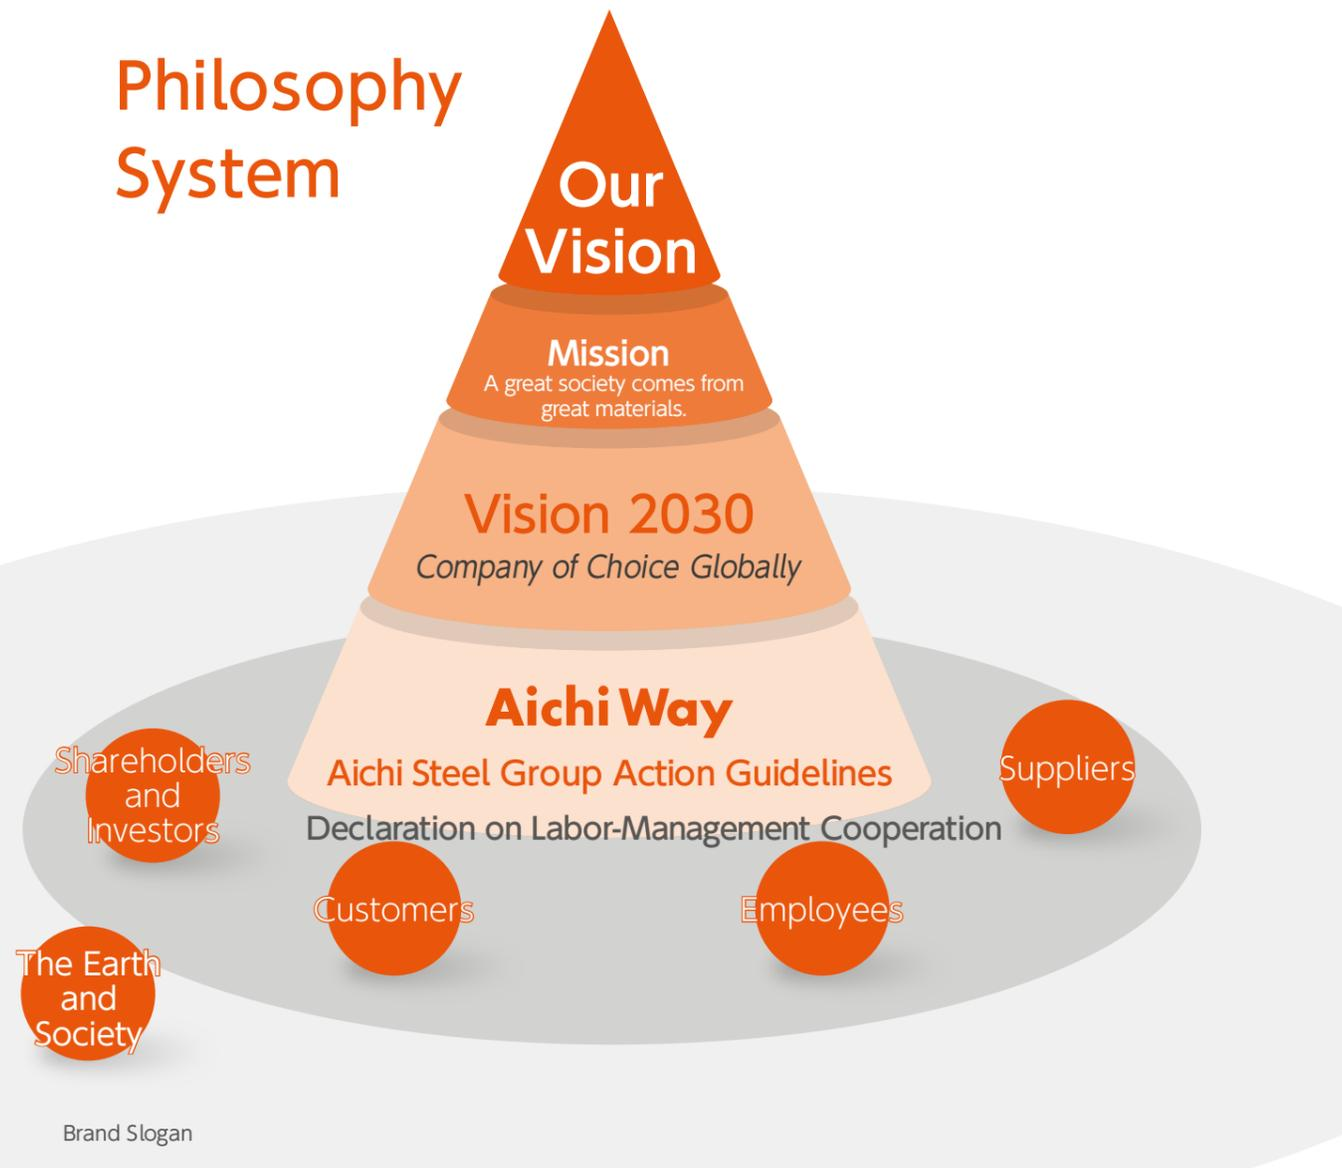 Philosophy
System
Our
Vision
Mission
A great society comes from
great materials.
Vision 2030
Company of Choice Globally
Aichi Way
Aichi Steel Group Action Guidelines
Declaration on Labor-Management Cooperation
Shareholders
and
Investors
Suppliers
Customers
Employees
The Earth
and
Society
Brand Slogan